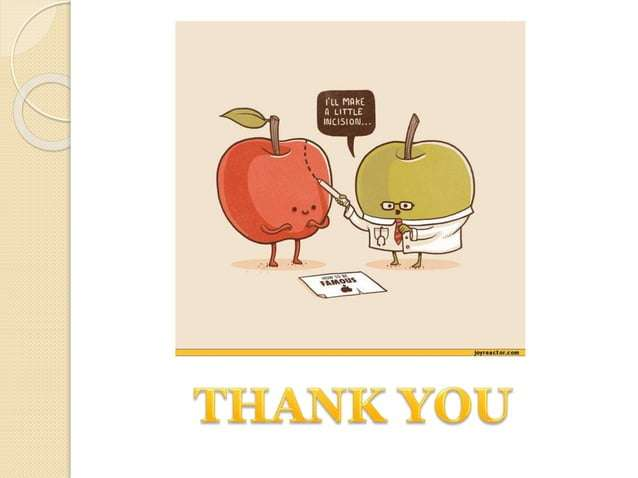 I'LL MAKE
A LITTLE
INCISION...
HOW TO BE
FAMOUS
joyreactor.com
THANK YOU